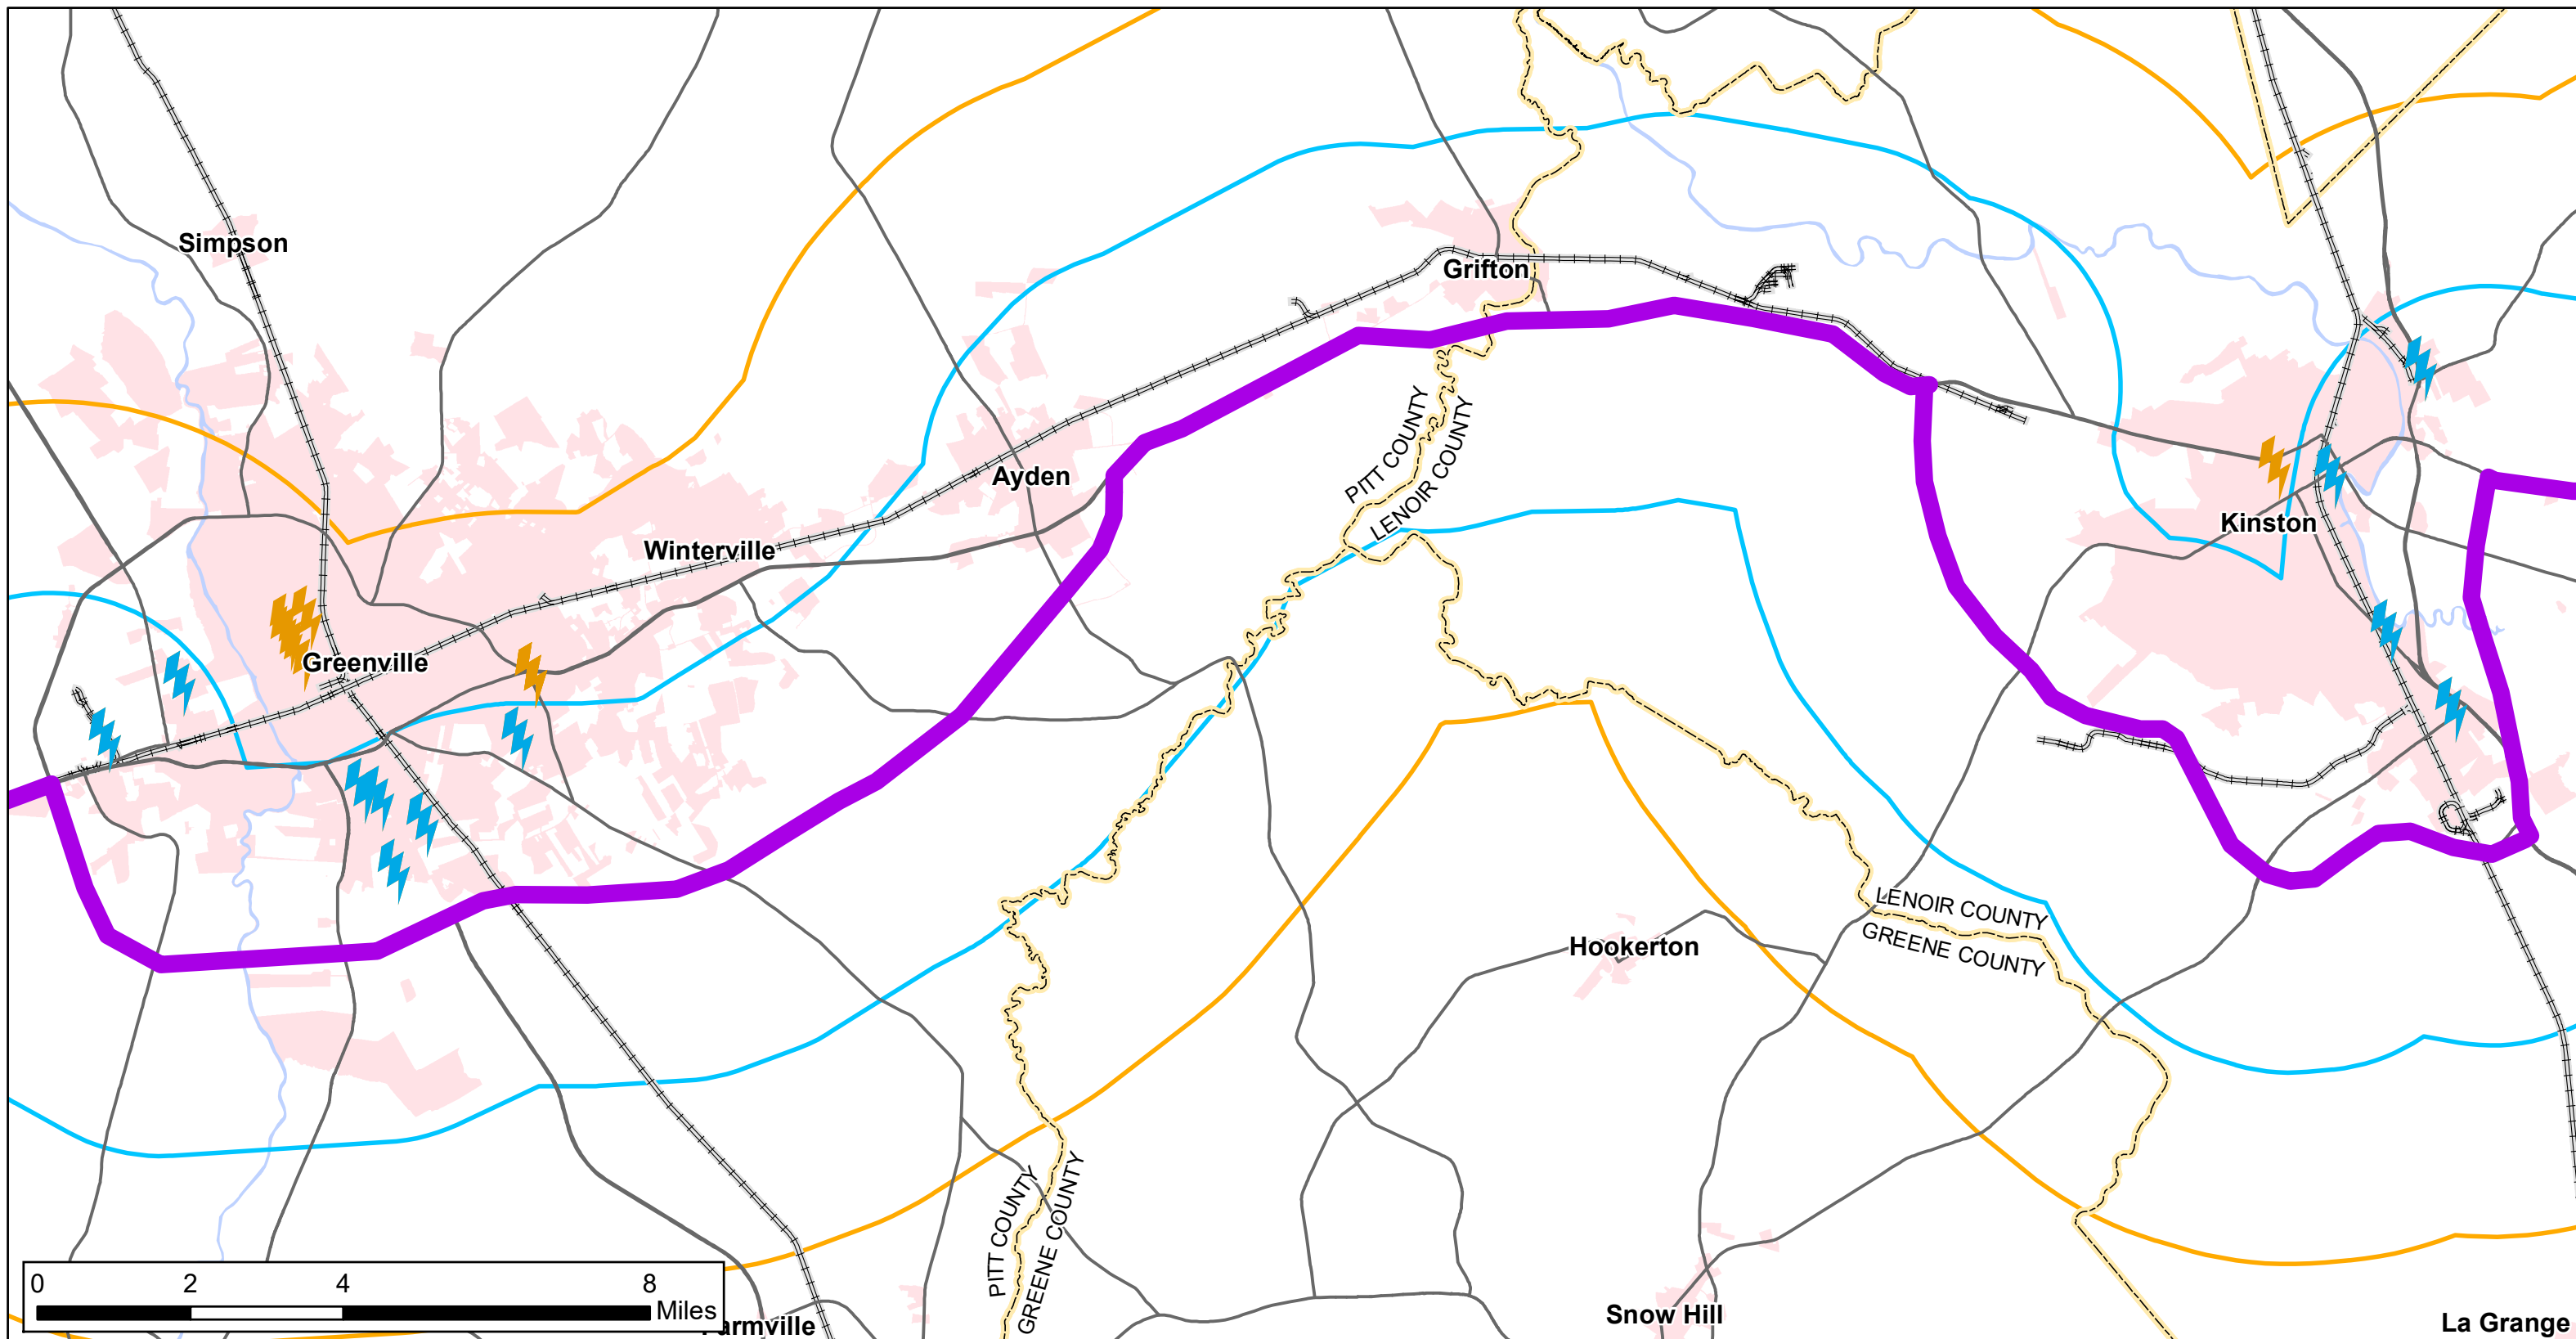 Simpson
Grifton
PITT COUNTY
LENOIR COUNTY
Ayden
Kinston
Winterville
Greenville
LENOIR COUNTY
GREENE COUNTY
Hookerton
PITT COUNTY
GREENE COUNTY
0 2 4 8
Miles
Snow Hill
La Grange